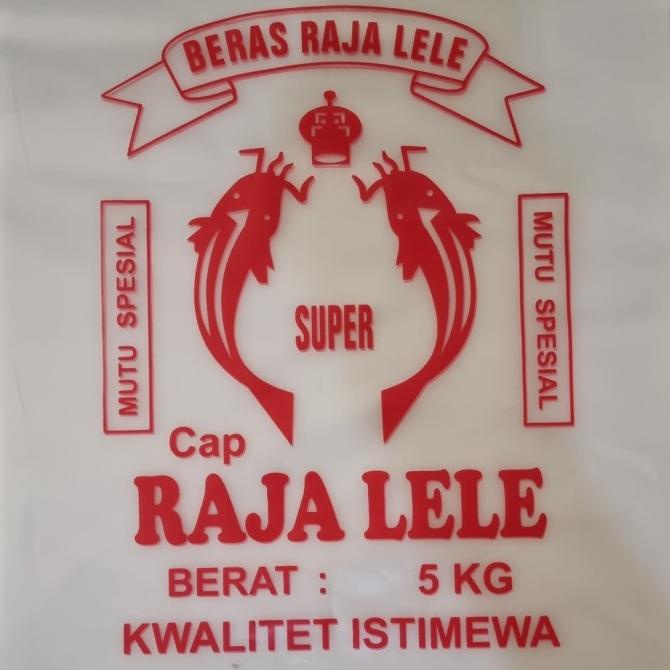 BERAS RAJA LELE
MUTU SPESIAL
MUTU SPESIAL
SUPER
Cap
RAJA LELE
BERAT : 5 KG
KWALITET ISTIMEWA